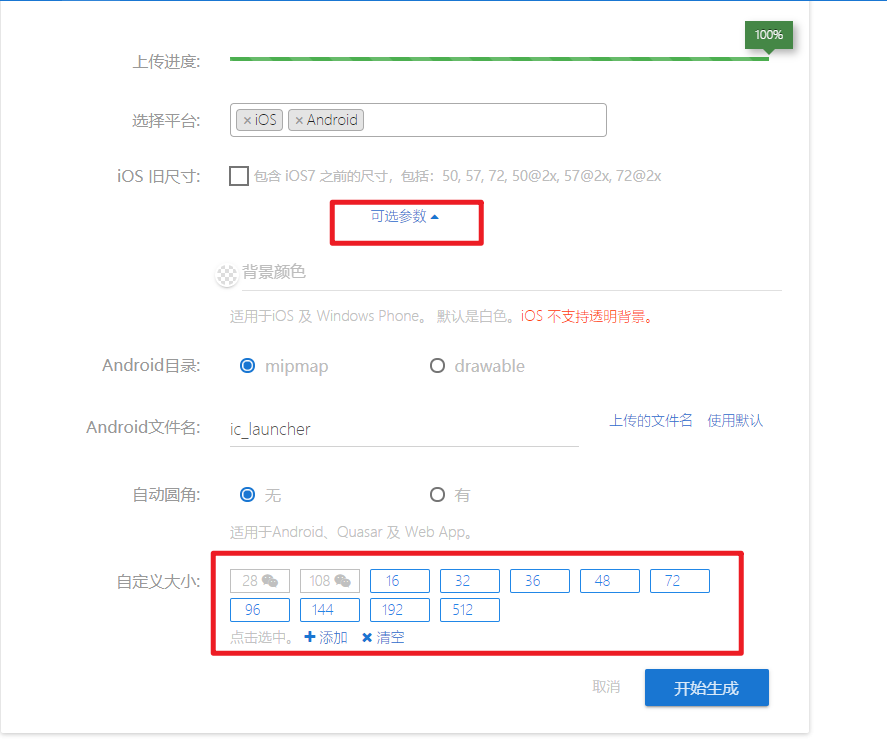 100%
上传进度:
选择平台: × iOS × Android
iOS 旧尺寸: 包含 iOS7 之前的尺寸，包括：50, 57, 72, 50@2x, 57@2x, 72@2x
可选参数
背景颜色
适用于iOS 及 Windows Phone。 默认是白色。iOS 不支持透明背景。
Android目录: mipmap drawable
Android文件名: ic_launcher 上传的文件名 使用默认
自动圆角: 无 有
适用于Android、Quasar 及 Web App。
自定义大小: 28 108 16 32 36 48 72
96 144 192 512
点击选中。 添加 清空
取消 开始生成